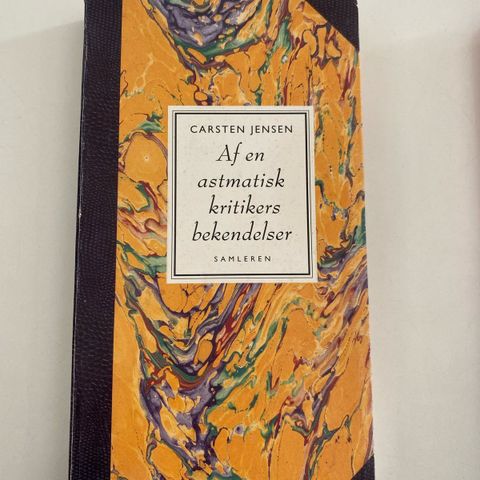 CARSTEN JENSEN
Af en
astmatisk
kritikers
bekendelser
SAMLEREN